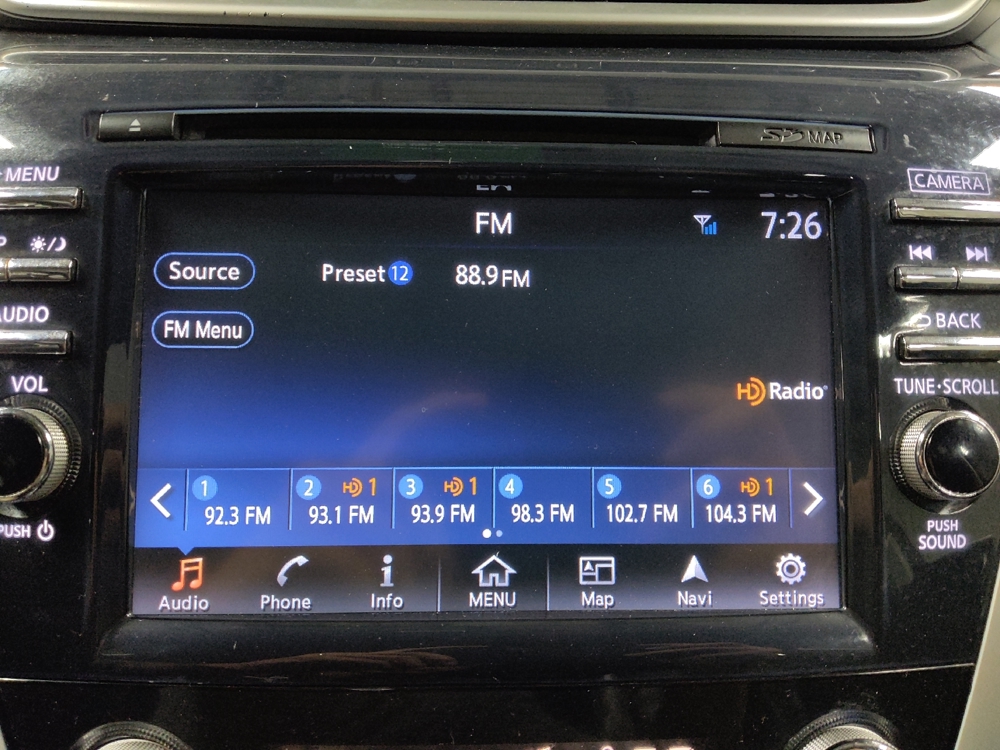 SD MAP
MENU
CAMERA
FM
7:26
Source
Preset 12
88.9 FM
FM Menu
AUDIO
BACK
VOL
TUNE·SCROLL
HD Radio
1
92.3 FM
2
HD 1
93.1 FM
3
HD 1
93.9 FM
4
98.3 FM
5
102.7 FM
6
HD 1
104.3 FM
PUSH
PUSH
SOUND
Audio
Phone
Info
MENU
Map
Navi
Settings